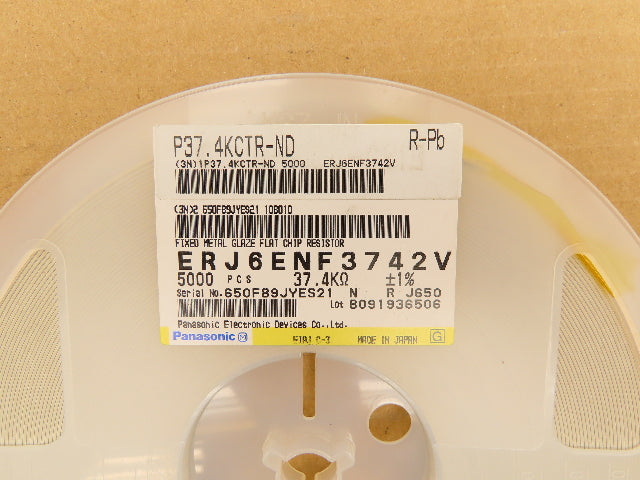 P37.4KCTR-ND R-Pb
(3N)1P37.4KCTR-ND 5000 ERJ6ENF3742V
(3N)2 650F89JYES21 10B010
FIXED METAL GLAZE FLAT CHIP RESISTOR
ERJ6ENF3742V
5000 PCS 37.4KΩ ±1%
Serial No.650F89JYES21 N R J650
Lot B091936506
Panasonic Electronic Devices Co.,Ltd.
Panasonic M C-3 MADE IN JAPAN G